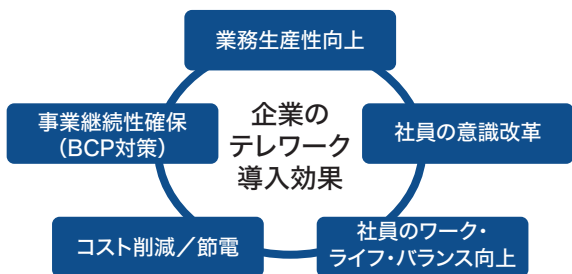 業務生産性向上
事業継続性確保
（BCP対策）
企業の
テレワーク
導入効果
社員の意識改革
コスト削減／節電
社員のワーク・
ライフ・バランス向上